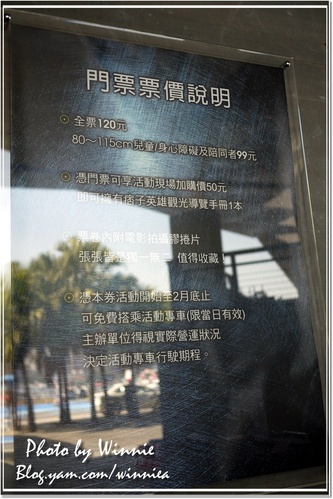 門票票價說明
全票120元
80～115cm兒童/身心障礙及陪同者99元
憑門票可享活動現場加購價50元
即可擁有痞子英雄觀光導覽手冊1本
票卷內附電影拍攝膠捲片
張張皆是獨一無二 值得收藏
憑本券活動開始至2月底止
可免費搭乘活動專車(限當日有效)
主辦單位得視實際營運狀況
決定活動專車行駛期程。
Photo by Winnie
Blog.yam.com/winniea